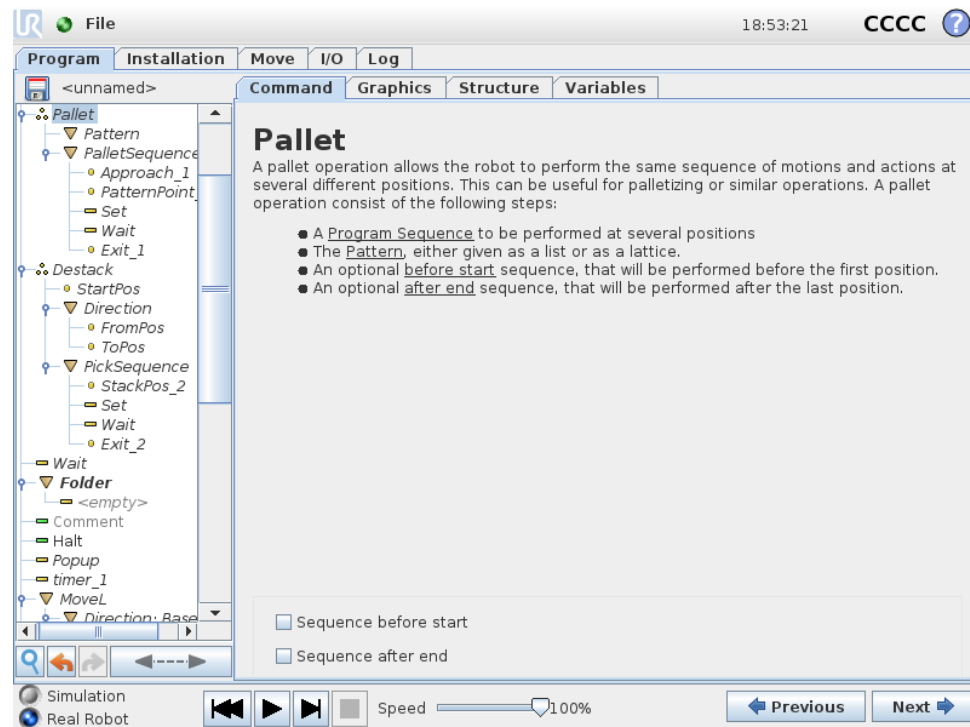 UR File 18:53:21 CCCC ?
Program Installation Move I/O Log
<unnamed> Command Graphics Structure Variables
Pallet
Pattern
PalletSequence
Approach_1
PatternPoint_
Set
Wait
Exit_1
Destack
StartPos
Direction
FromPos
ToPos
PickSequence
StackPos_2
Set
Wait
Exit_2
Wait
Folder
<empty>
Comment
Halt
Popup
timer_1
MoveL
Direction: Base
Pallet
A pallet operation allows the robot to perform the same sequence of motions and actions at
several different positions. This can be useful for palletizing or similar operations. A pallet
operation consist of the following steps:
A Program Sequence to be performed at several positions
The Pattern, either given as a list or as a lattice.
An optional before start sequence, that will be performed before the first position.
An optional after end sequence, that will be performed after the last position.
Sequence before start
Sequence after end
Simulation
Real Robot
Speed 100%
Previous Next